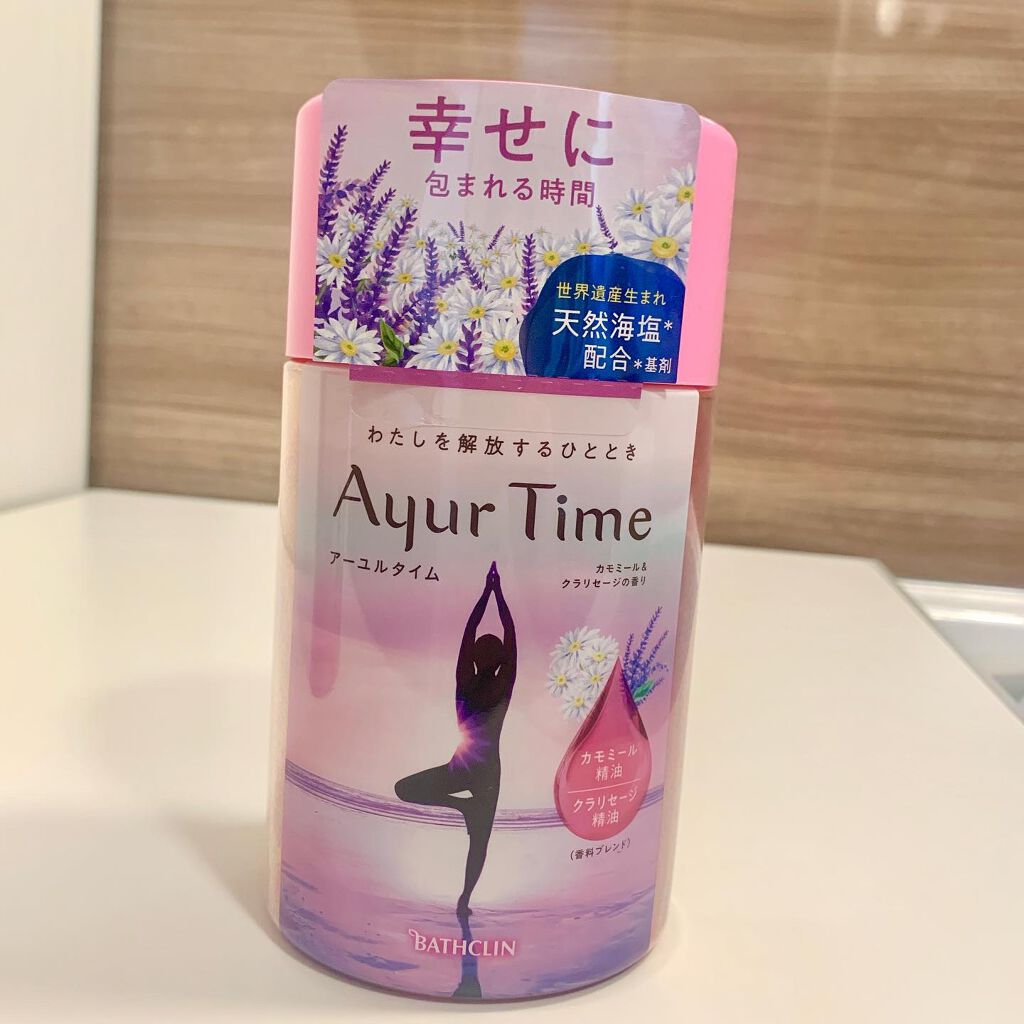 幸せに
包まれる時間
世界遺産生まれ
天然海塩*
配合*基剤
わたしを解放するひととき
Ayur Time
アーユルタイム
カモミール&
クラリセージの香り
カモミール
精油
クラリセージ
精油
(香料ブレンド)
BATHCLIN